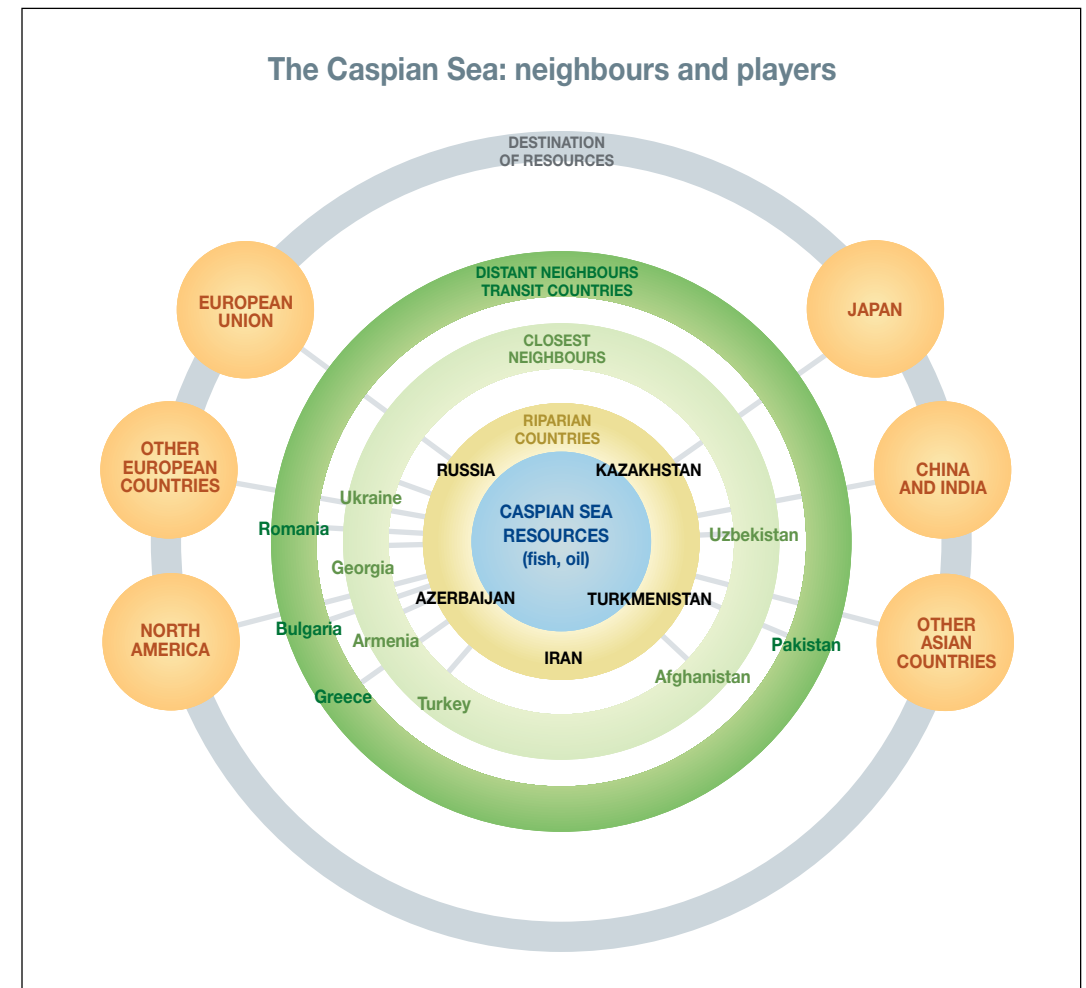 The Caspian Sea: neighbours and players
DESTINATION
OF RESOURCES
DISTANT NEIGHBOURS
TRANSIT COUNTRIES
CLOSEST
NEIGHBOURS
RIPARIAN
COUNTRIES
CASPIAN SEA
RESOURCES
(fish, oil)
RUSSIA
KAZAKHSTAN
AZERBAIJAN
TURKMENISTAN
IRAN
Ukraine
Georgia
Armenia
Turkey
Uzbekistan
Afghanistan
Romania
Bulgaria
Greece
Pakistan
EUROPEAN
UNION
OTHER
EUROPEAN
COUNTRIES
NORTH
AMERICA
JAPAN
CHINA
AND INDIA
OTHER
ASIAN
COUNTRIES